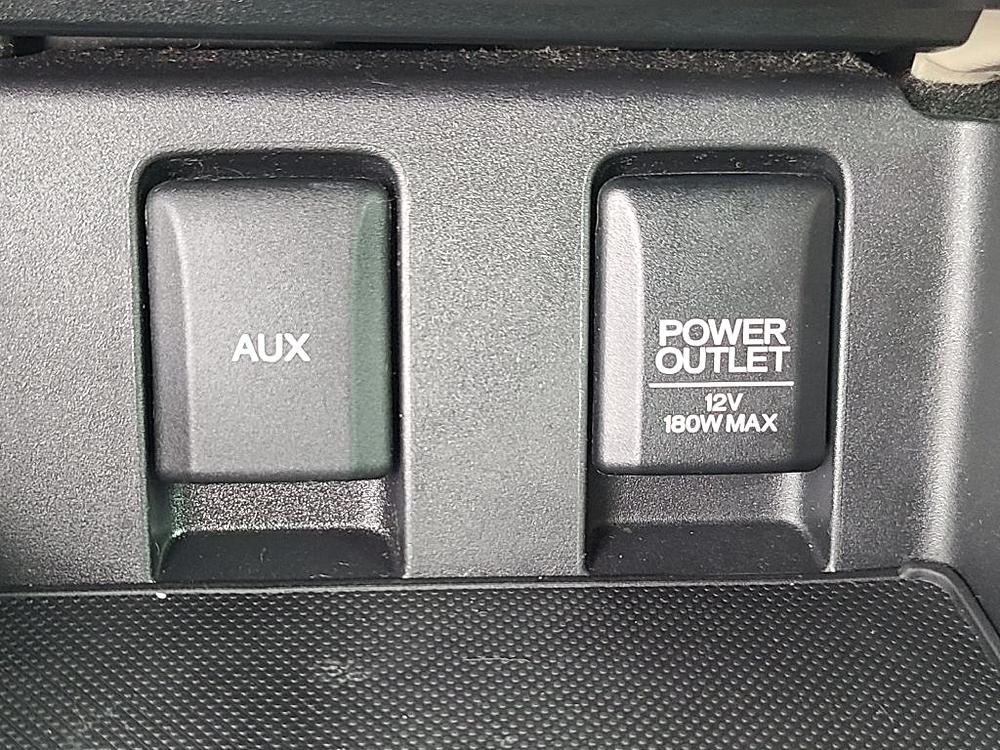 AUX
POWER
OUTLET
12V
180W MAX